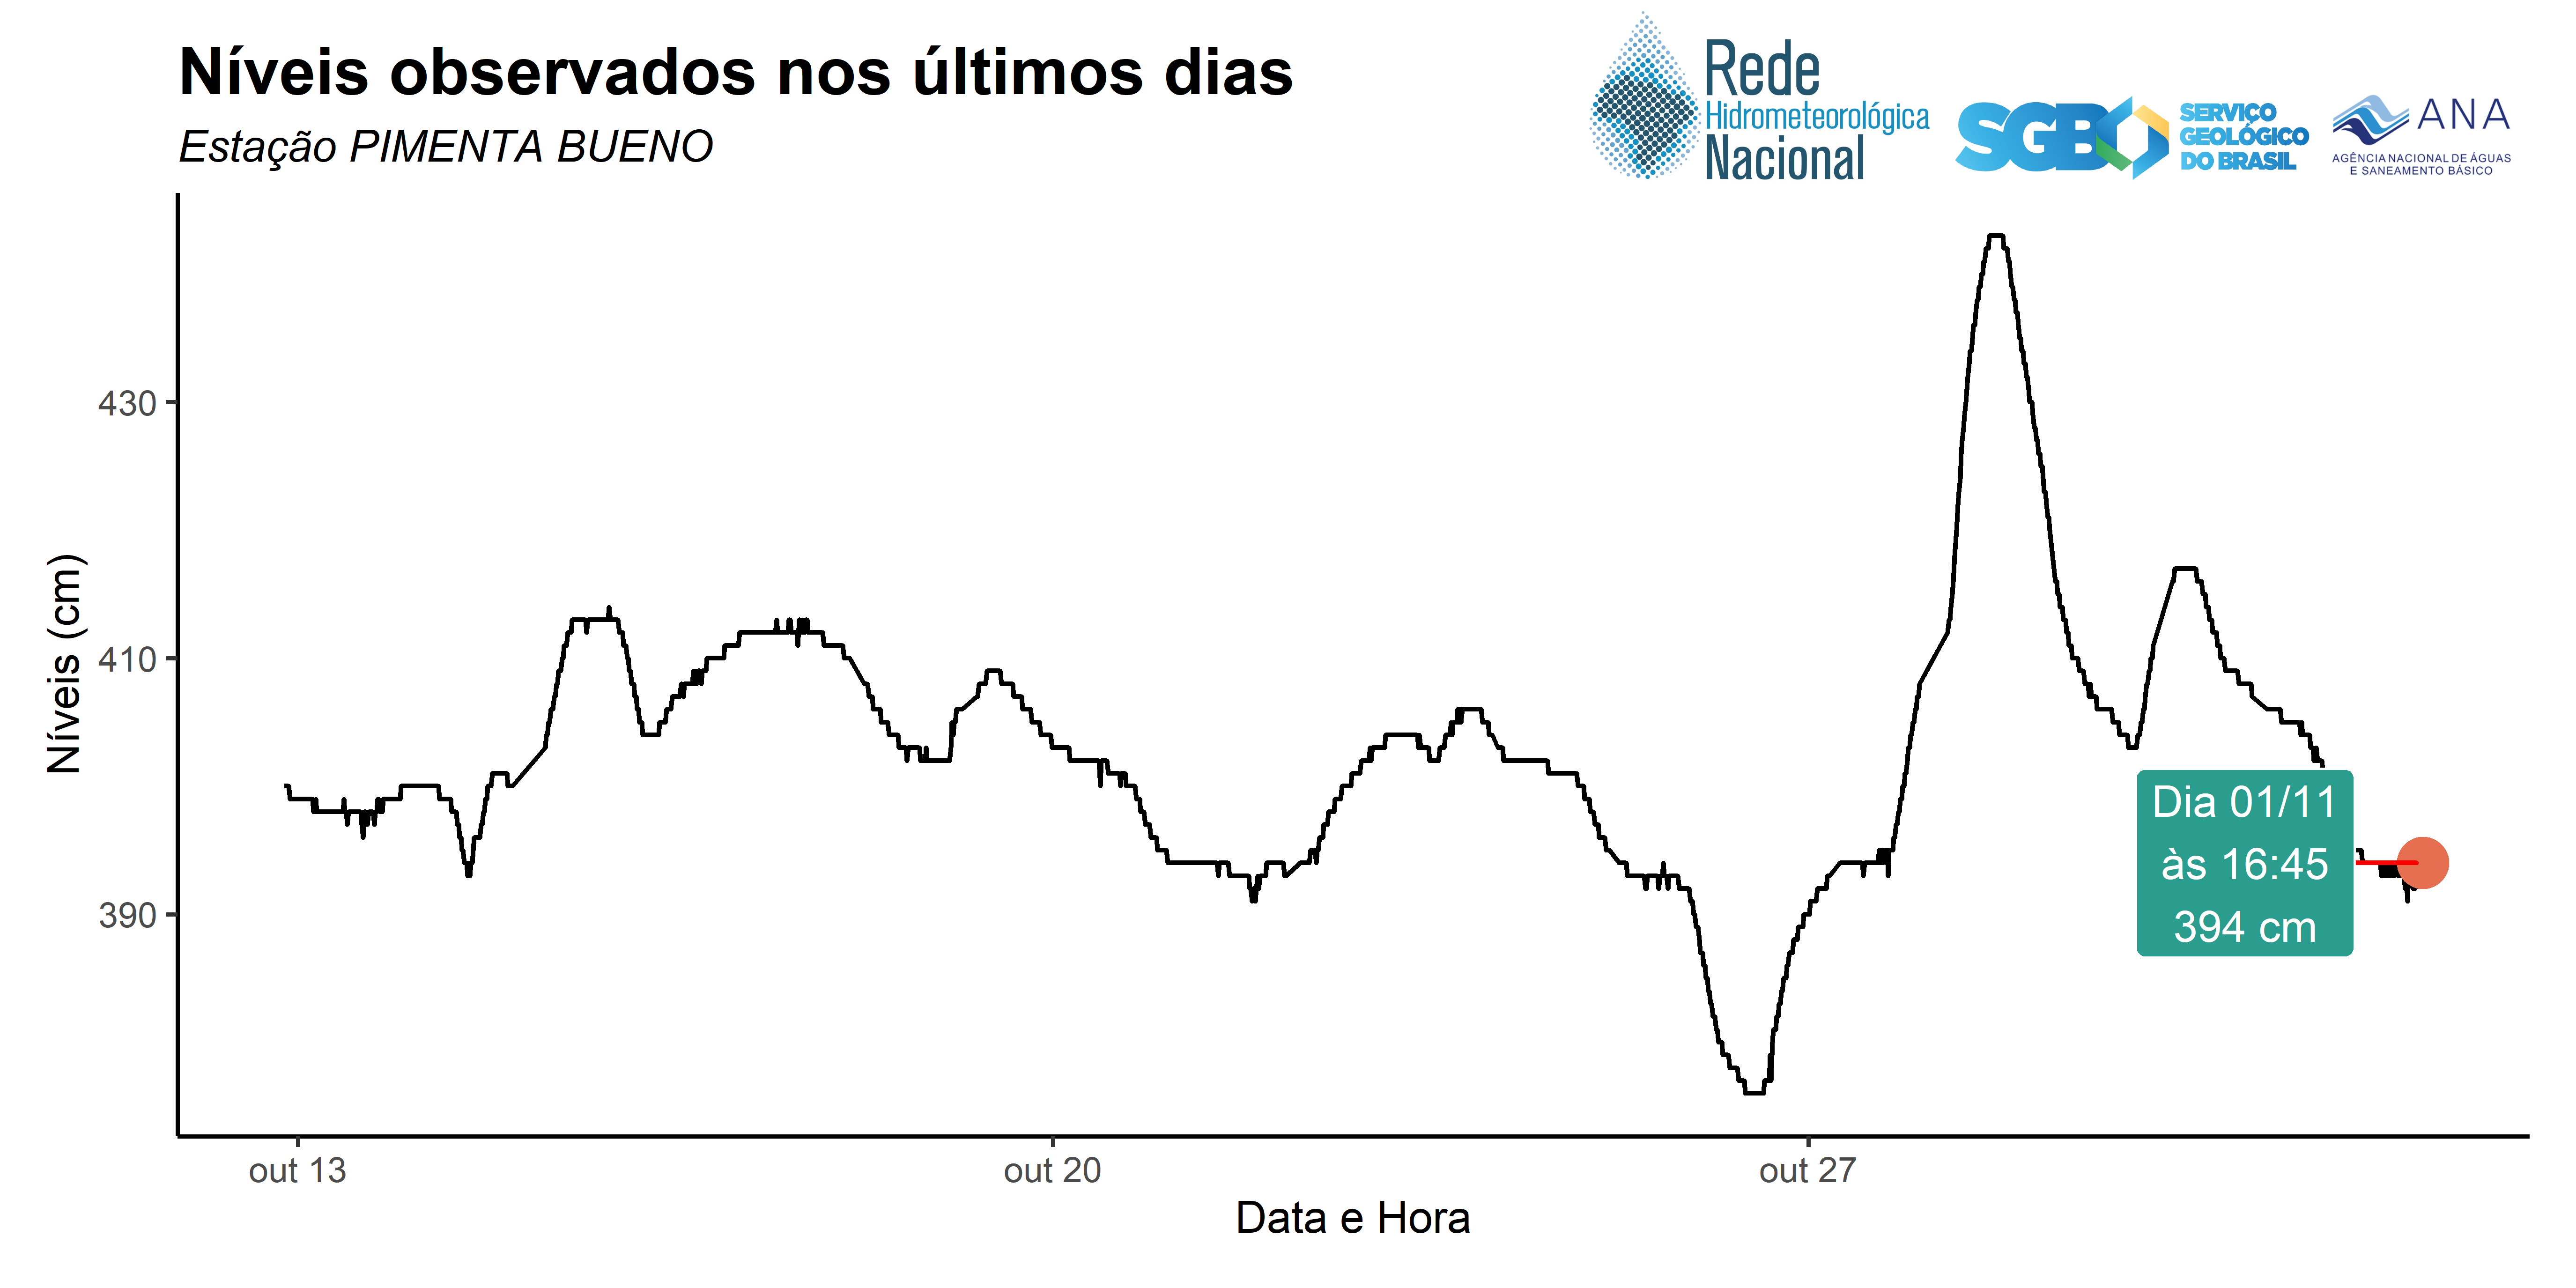 Níveis observados nos últimos dias
Estação PIMENTA BUENO
Rede
Hidrometeorológica
Nacional
SGB
SERVIÇO
GEOLÓGICO
DO BRASIL
ANA
AGÊNCIA NACIONAL DE ÁGUAS
E SANEAMENTO BÁSICO
Níveis (cm)
430
410
390
Dia 01/11
às 16:45
394 cm
out 13
out 20
out 27
Data e Hora